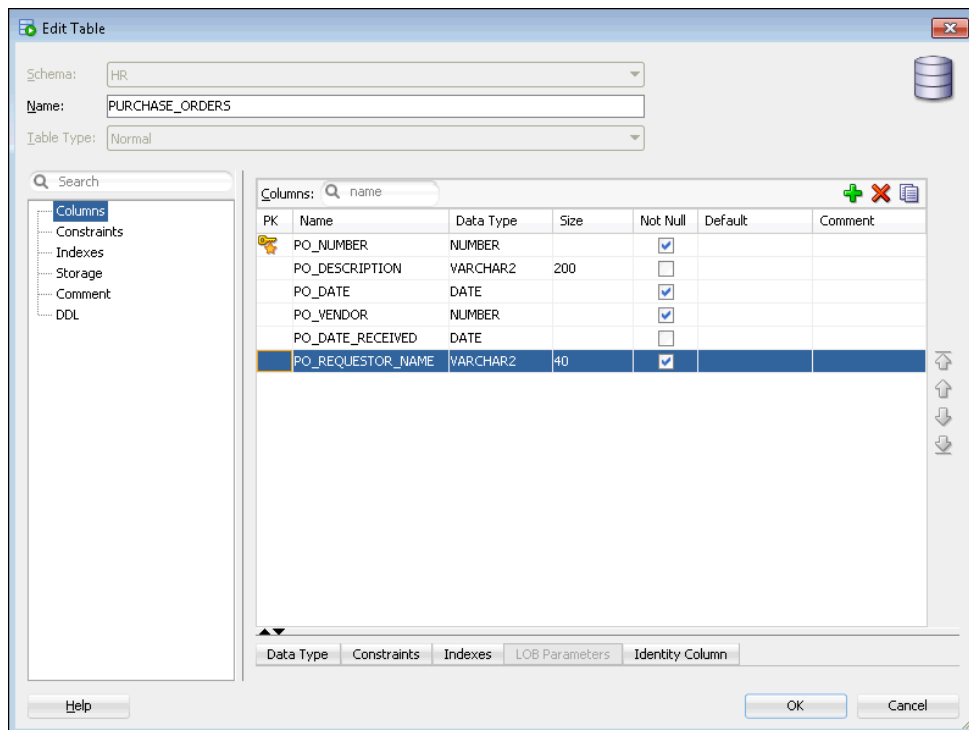 Edit Table
Schema: HR
Name: PURCHASE_ORDERS
Table Type: Normal
Search
Columns
Constraints
Indexes
Storage
Comment
DDL
Columns: name
PK Name Data Type Size Not Null Default Comment
PO_NUMBER NUMBER
PO_DESCRIPTION VARCHAR2 200
PO_DATE DATE
PO_VENDOR NUMBER
PO_DATE_RECEIVED DATE
PO_REQUESTOR_NAME VARCHAR2 40
Data Type Constraints Indexes LOB Parameters Identity Column
Help OK Cancel